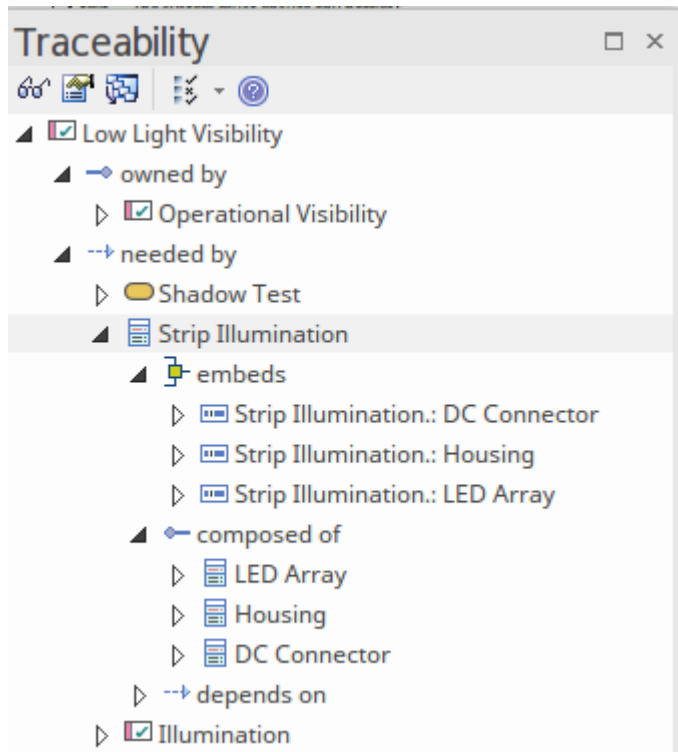 Traceability
Low Light Visibility
owned by
Operational Visibility
needed by
Shadow Test
Strip Illumination
embeds
Strip Illumination.: DC Connector
Strip Illumination.: Housing
Strip Illumination.: LED Array
composed of
LED Array
Housing
DC Connector
depends on
Illumination